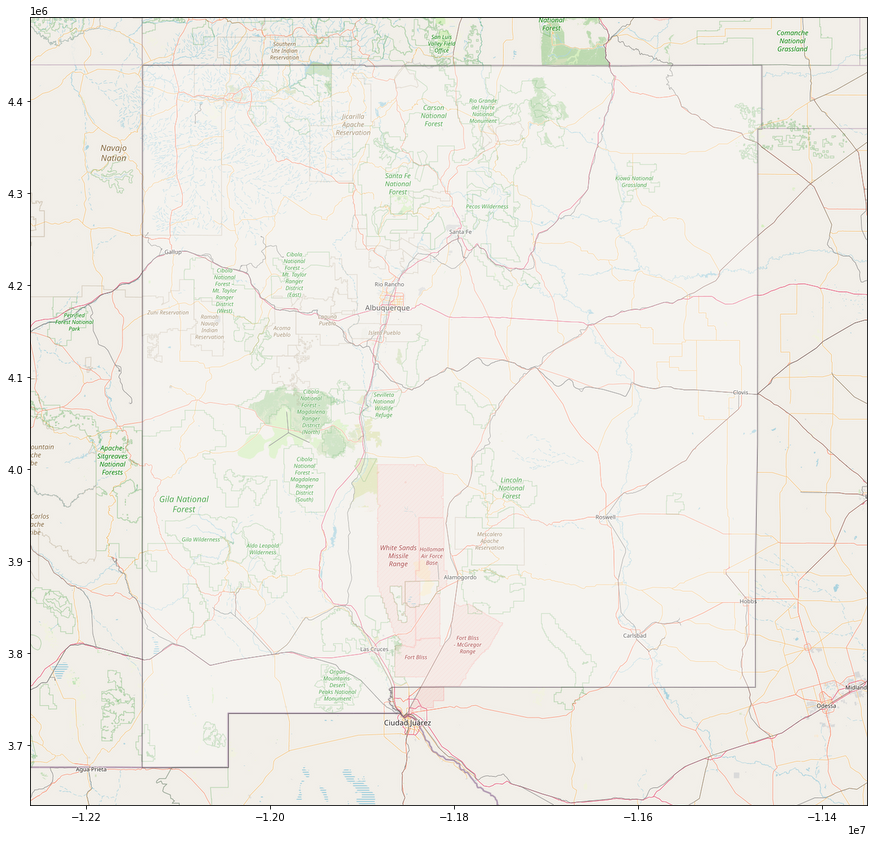 1e6
National
Forest
San Luis
Valley Field
Office
Southern
Ute Indian
Reservation
Comanche
National
Grassland
4.4
Carson
National
Forest
Rio Grande
del Norte
National
Monument
Jicarilla
Apache
Reservation
Navajo
Nation
4.3
Santa Fe
National
Forest
Kiowa National
Grassland
Pecos Wilderness
Santa Fe
Gallup
Cibola
National
Forest -
Mt. Taylor
Ranger
District
(West)
Cibola
National
Forest -
Mt. Taylor
Ranger
District
(East)
4.2
Rio Rancho
Albuquerque
Petrified
Forest National
Park
Zuni Reservation
Ramah
Navajo
Indian
Reservation
Acoma
Pueblo
Laguna
Pueblo
Isleta Pueblo
4.1
Cibola
National
Forest -
Magdalena
Ranger
District
(North)
Sevilleta
National
Wildlife
Refuge
Clovis
ountain
che
be
Apache-
Sitgreaves
National
Forests
4.0
Cibola
National
Forest -
Magdalena
Ranger
District
(South)
Gila National
Forest
Lincoln
National
Forest
Carlos
ache
ibe
Roswell
3.9
Gila Wilderness
Aldo Leopold
Wilderness
White Sands
Missile
Range
Holloman
Air Force
Base
Mescalero
Apache
Reservation
Alamogordo
Hobbs
3.8
Las Cruces
Fort Bliss
Fort Bliss
- McGregor
Range
Carlsbad
Organ
Mountains-
Desert
Peaks National
Monument
Midland
Odessa
3.7
Ciudad Juárez
Agua Prieta
−1.22
−1.20
−1.18
−1.16
−1.14
1e7